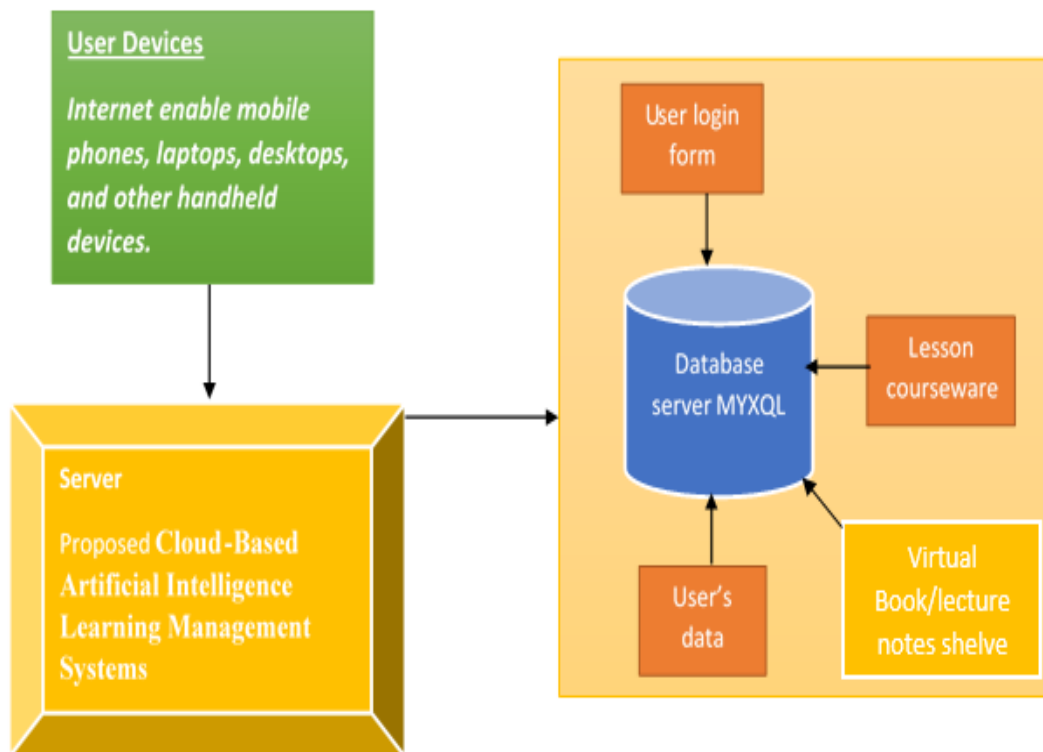 User Devices
Internet enable mobile
phones, laptops, desktops,
and other handheld
devices.
Server
Proposed Cloud-Based
Artificial Intelligence
Learning Management
Systems
User login
form
Database
server MYXQL
Lesson
courseware
User's
data
Virtual
Book/lecture
notes shelve